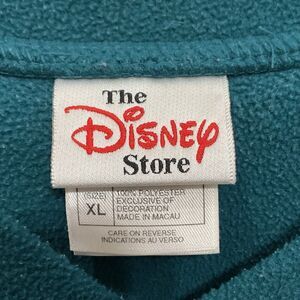 The
Disney
Store
SIZE/
XL
100% POLYESTER
EXCLUSIVE OF
DECORATION
MADE IN MACAU
CARE ON REVERSE
INDICATIONS AU VERSO